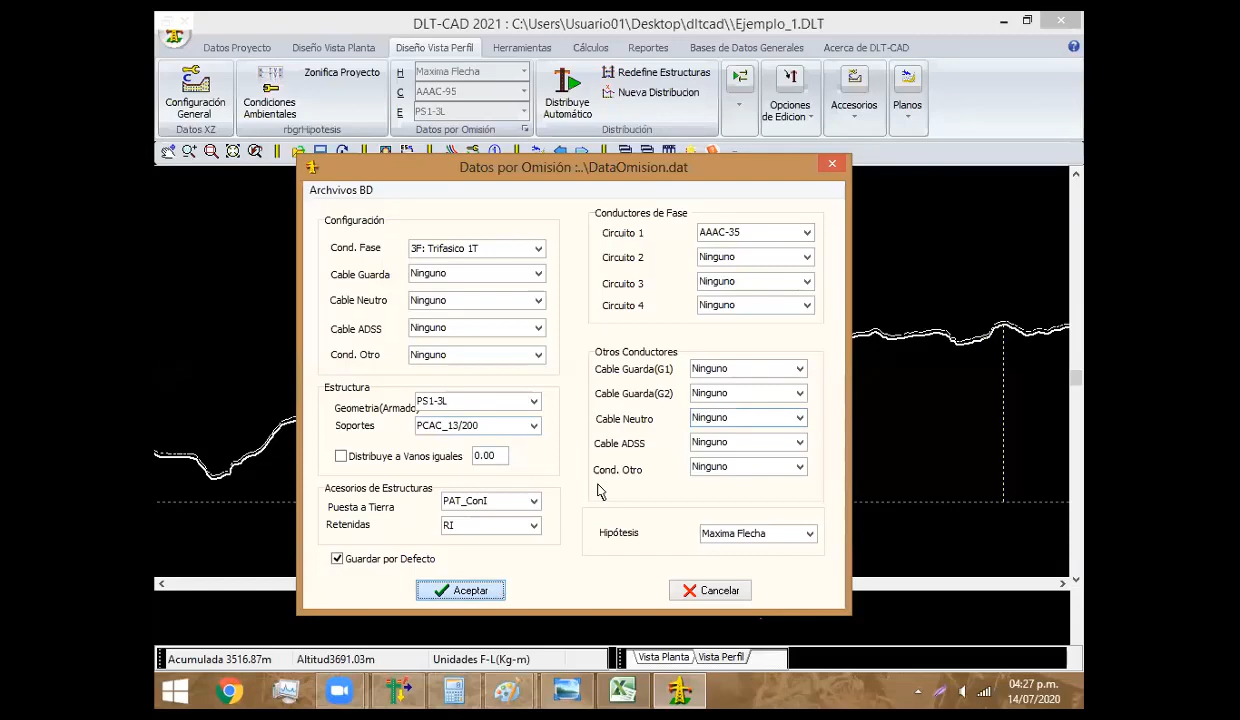 DLT-CAD 2021 : C:\Users\Usuario01\Desktop\dltcad\\Ejemplo_1.DLT
Datos Proyecto Diseño Vista Planta Diseño Vista Perfil Herramientas Cálculos Reportes Bases de Datos Generales Acerca de DLT-CAD
Configuración
General
Datos XZ
Zonifica Proyecto
Condiciones
Ambientales
rbgrHipotesis
H Maxima Flecha
C AAAC-95
E PS1-3L
Datos por Omisión
Distribuye
Automático
Redefine Estructuras
Nueva Distribucion
Distribución
Opciones
de Edicion
Accesorios
Planos
Datos por Omisión :..\DataOmision.dat
Archvivos BD
Configuración
Cond. Fase 3F: Trifasico 1T
Cable Guarda Ninguno
Cable Neutro Ninguno
Cable ADSS Ninguno
Cond. Otro Ninguno
Estructura
Geometria(Armado PS1-3L
Soportes PCAC_13/200
Distribuye a Vanos iguales 0.00
Acesorios de Estructuras
Puesta a Tierra PAT_ConI
Retenidas RI
Guardar por Defecto
Conductores de Fase
Circuito 1 AAAC-35
Circuito 2 Ninguno
Circuito 3 Ninguno
Circuito 4 Ninguno
Otros Conductores
Cable Guarda(G1) Ninguno
Cable Guarda(G2) Ninguno
Cable Neutro Ninguno
Cable ADSS Ninguno
Cond. Otro Ninguno
Hipótesis Maxima Flecha
Aceptar Cancelar
Acumulada 3516.87m Altitud3691.03m Unidades F-L(Kg-m) Vista Planta Vista Perfil
04:27 p.m.
14/07/2020